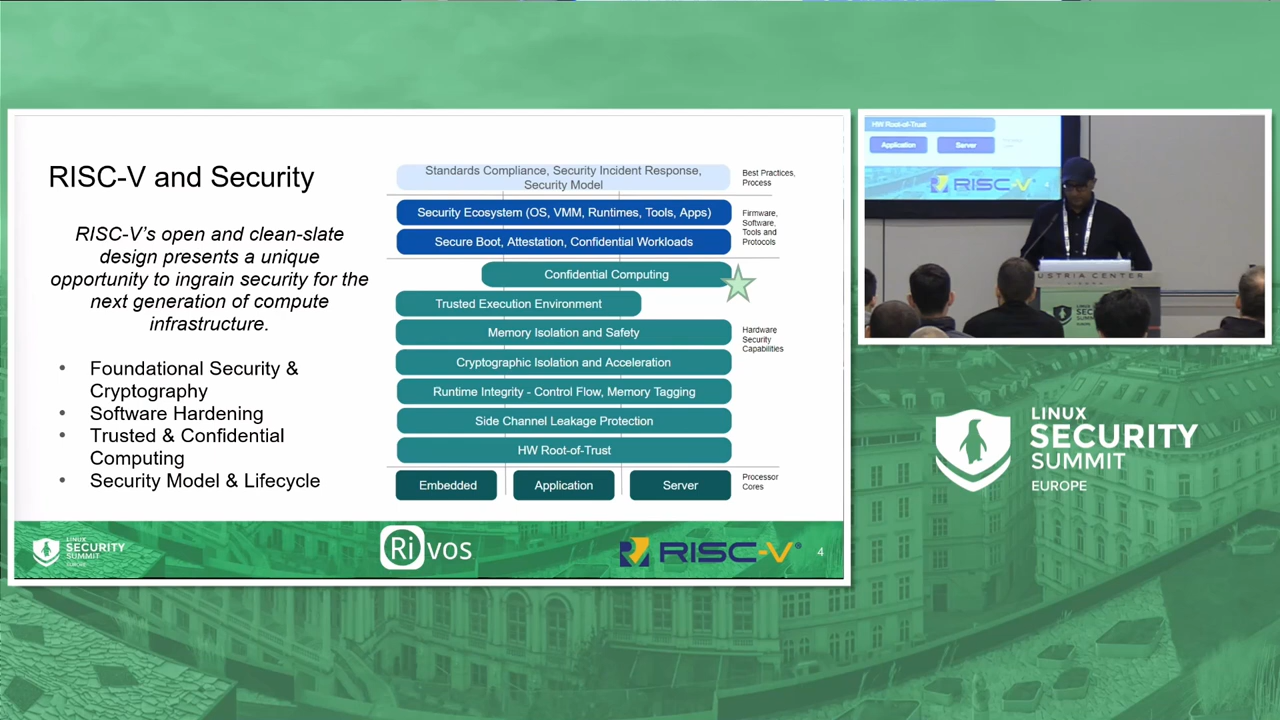 RISC-V and Security
RISC-V's open and clean-slate
design presents a unique
opportunity to ingrain security for the
next generation of compute
infrastructure.
• Foundational Security &
Cryptography
• Software Hardening
• Trusted & Confidential
Computing
• Security Model & Lifecycle
Standards Compliance, Security Incident Response,
Security Model
Best Practices,
Process
Security Ecosystem (OS, VMM, Runtimes, Tools, Apps)
Secure Boot, Attestation, Confidential Workloads
Firmware,
Software,
Tools and
Protocols
Confidential Computing
Trusted Execution Environment
Memory Isolation and Safety
Cryptographic Isolation and Acceleration
Runtime Integrity - Control Flow, Memory Tagging
Side Channel Leakage Protection
HW Root-of-Trust
Hardware
Security
Capabilities
Embedded
Application
Server
Processor
Cores
LINUX
SECURITY
SUMMIT
EUROPE
Rivos
RISC-V®
4
HW Root-of-Trust
Application
Server
RISC-V
USTRIA CENTER
LINUX
SECURITY
SUMMIT
EUROPE